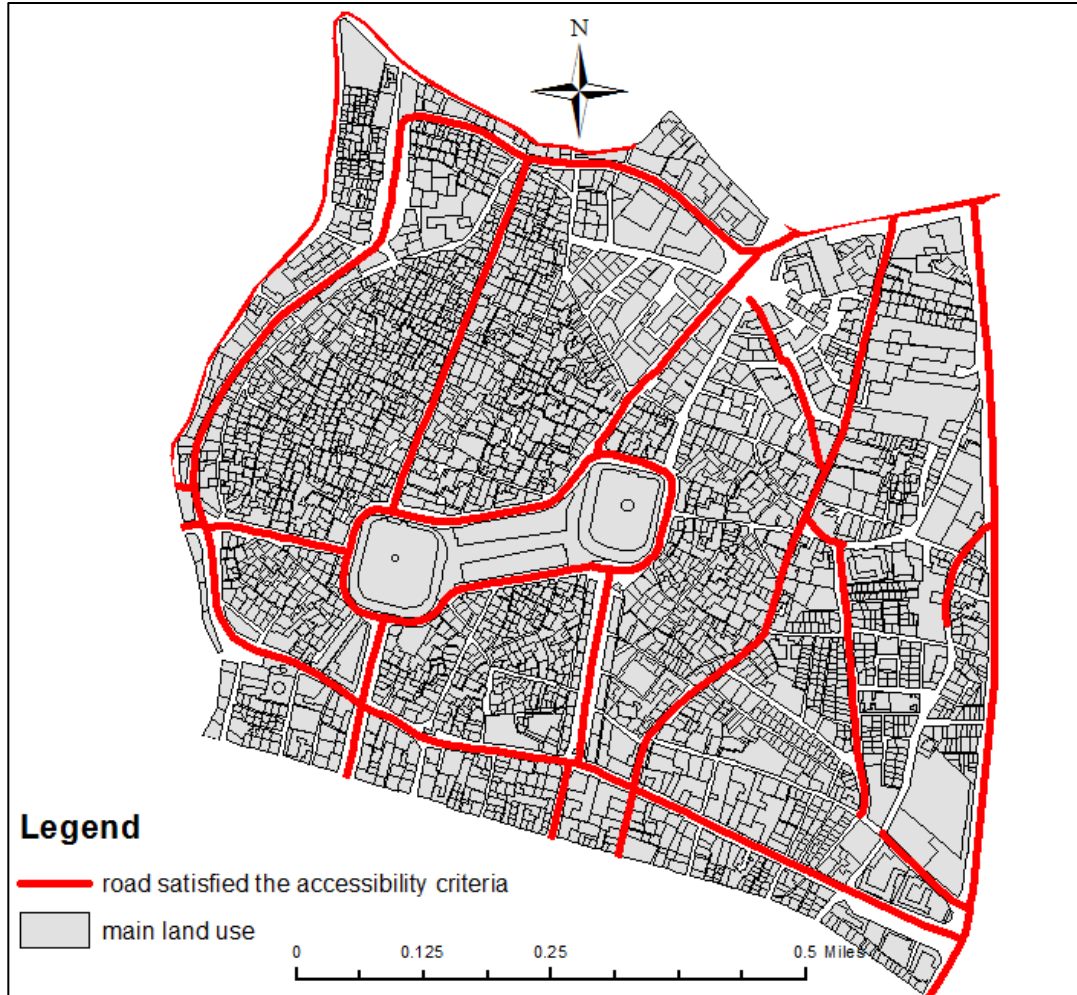 N
Legend
road satisfied the accessibility criteria
main land use
0 0.125 0.25 0.5 Miles